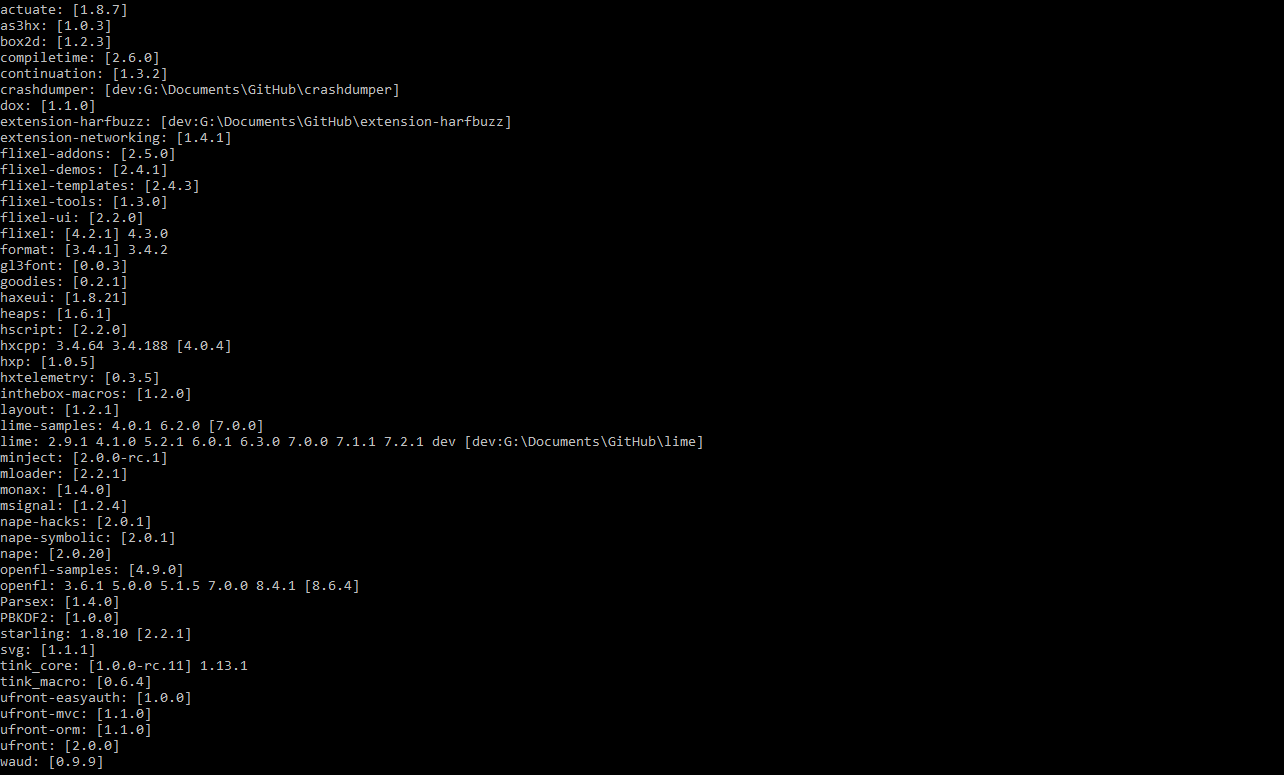 actuate: [1.8.7]
as3hx: [1.0.3]
box2d: [1.2.3]
compiletime: [2.6.0]
continuation: [1.3.2]
crashdumper: [dev:G:\Documents\GitHub\crashdumper]
dox: [1.1.0]
extension-harfbuzz: [dev:G:\Documents\GitHub\extension-harfbuzz]
extension-networking: [1.4.1]
flixel-addons: [2.5.0]
flixel-demos: [2.4.1]
flixel-templates: [2.4.3]
flixel-tools: [1.3.0]
flixel-ui: [2.2.0]
flixel: [4.2.1] 4.3.0
format: [3.4.1] 3.4.2
gl3font: [0.0.3]
goodies: [0.2.1]
haxeui: [1.8.21]
heaps: [1.6.1]
hscript: [2.2.0]
hxcpp: 3.4.64 3.4.188 [4.0.4]
hxp: [1.0.5]
hxtelemetry: [0.3.5]
inthebox-macros: [1.2.0]
layout: [1.2.1]
lime-samples: 4.0.1 6.2.0 [7.0.0]
lime: 2.9.1 4.1.0 5.2.1 6.0.1 6.3.0 7.0.0 7.1.1 7.2.1 dev [dev:G:\Documents\GitHub\lime]
minject: [2.0.0-rc.1]
mloader: [2.2.1]
monax: [1.4.0]
msignal: [1.2.4]
nape-hacks: [2.0.1]
nape-symbolic: [2.0.1]
nape: [2.0.20]
openfl-samples: [4.9.0]
openfl: 3.6.1 5.0.0 5.1.5 7.0.0 8.4.1 [8.6.4]
Parsex: [1.4.0]
PBKDF2: [1.0.0]
starling: 1.8.10 [2.2.1]
svg: [1.1.1]
tink_core: [1.0.0-rc.11] 1.13.1
tink_macro: [0.6.4]
ufront-easyauth: [1.0.0]
ufront-mvc: [1.1.0]
ufront-orm: [1.1.0]
ufront: [2.0.0]
waud: [0.9.9]